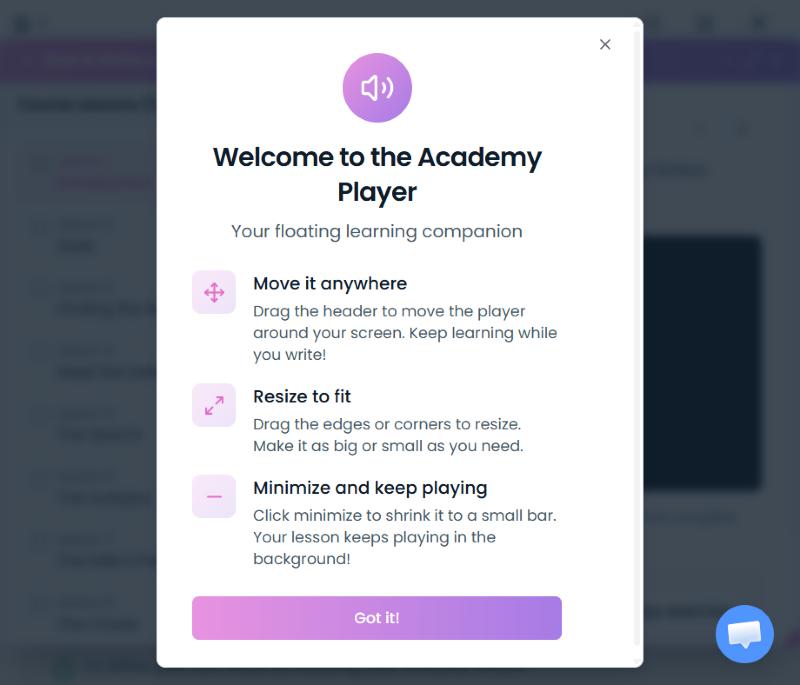 Welcome to the Academy
Player
Your floating learning companion
Move it anywhere
Drag the header to move the player
around your screen. Keep learning while
you write!
Resize to fit
Drag the edges or corners to resize.
Make it as big or small as you need.
Minimize and keep playing
Click minimize to shrink it to a small bar.
Your lesson keeps playing in the
background!
Got it!